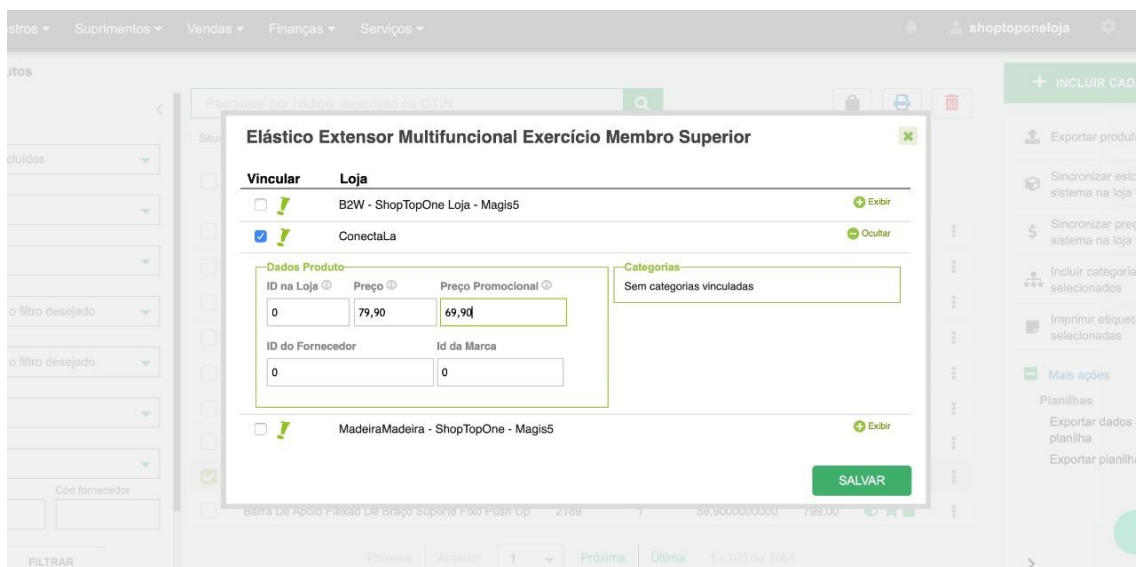 Suprimentos Vendas Finanças Serviços shoptoponeloja
INCLUIR CAD
Pesquisar por código, descrição ou GTIN
Elástico Extensor Multifuncional Exercício Membro Superior
Vincular Loja
B2W - ShopTopOne Loja - Magis5 Exibir
ConectaLa Ocultar
Dados Produto
ID na Loja Preço Preço Promocional
0 79,90 69,90
ID do Fornecedor Id da Marca
0 0
Categorias
Sem categorias vinculadas
MadeiraMadeira - ShopTopOne - Magis5 Exibir
SALVAR
o filtro desejado
o filtro desejado
Cód fornecedor
FILTRAR
Barra De Apoio Flexão De Braço Suporte Fixo Push Up 2189 1 59,9000000000 799,00
Primeira Anterior 1 Próxima Última 1 - 100 de 1964
Exportar produt
Sincronizar esto
sistema na loja
Sincronizar preç
sistema na loja
Incluir categoria
selecionados
Imprimir etiquet
selecionadas
Mais ações
Planilhas
Exportar dados
planilha
Exportar planilha